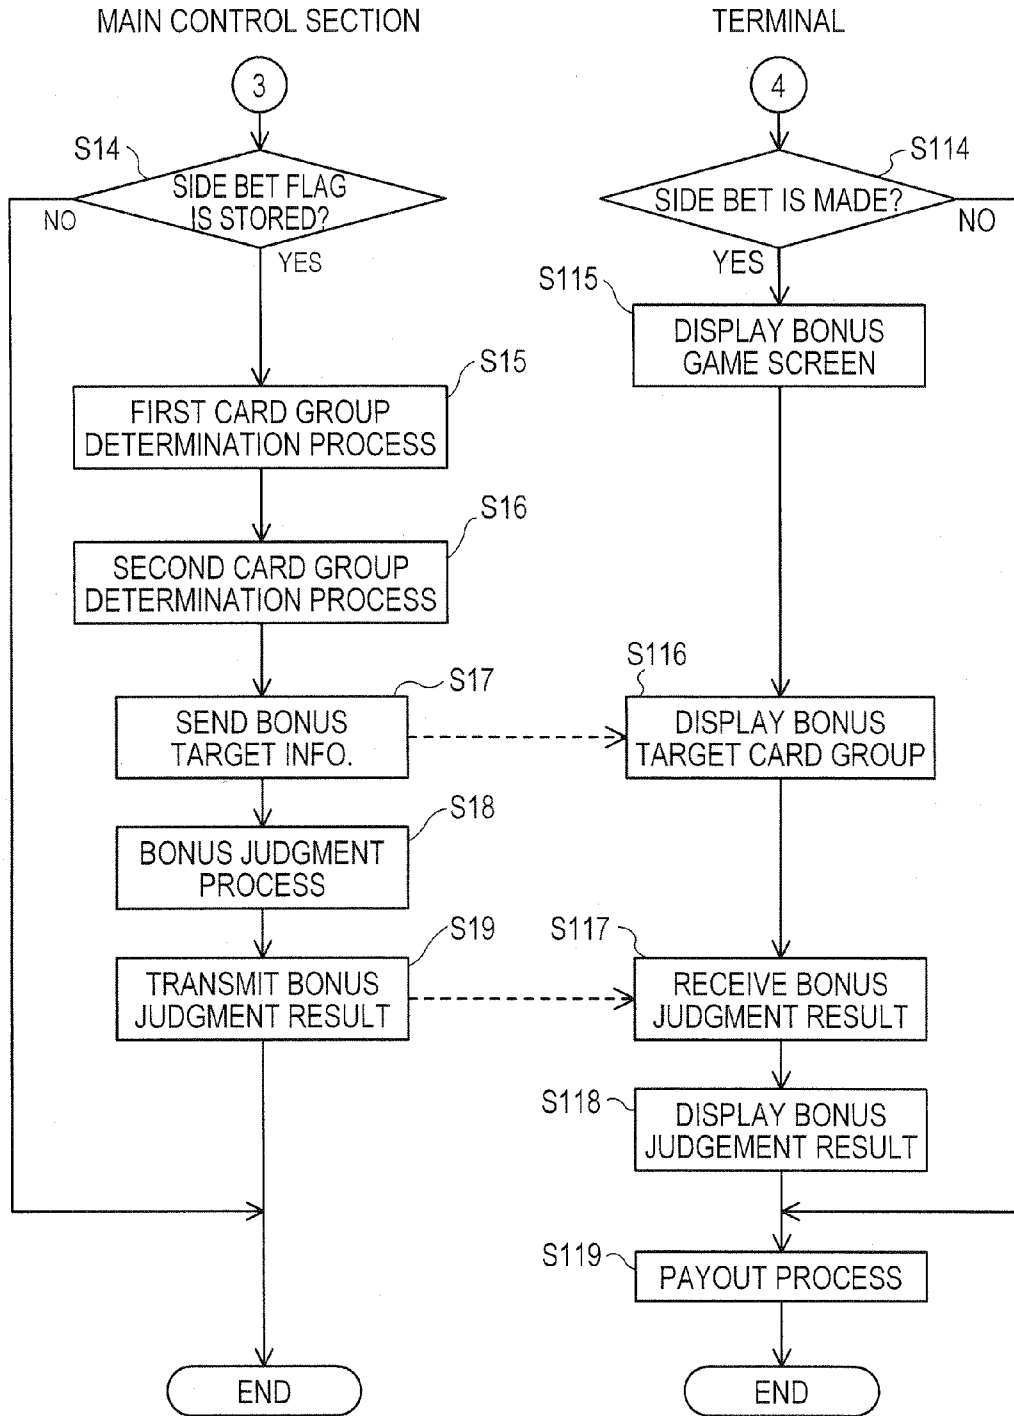 MAIN CONTROL SECTION
3
S14
SIDE BET FLAG
IS STORED?
NO
YES
S15
FIRST CARD GROUP
DETERMINATION PROCESS
S16
SECOND CARD GROUP
DETERMINATION PROCESS
S17
SEND BONUS
TARGET INFO.
S18
BONUS JUDGMENT
PROCESS
S19
TRANSMIT BONUS
JUDGMENT RESULT
END
TERMINAL
4
S114
SIDE BET IS MADE?
NO
YES
S115
DISPLAY BONUS
GAME SCREEN
S116
DISPLAY BONUS
TARGET CARD GROUP
S117
RECEIVE BONUS
JUDGMENT RESULT
S118
DISPLAY BONUS
JUDGEMENT RESULT
S119
PAYOUT PROCESS
END